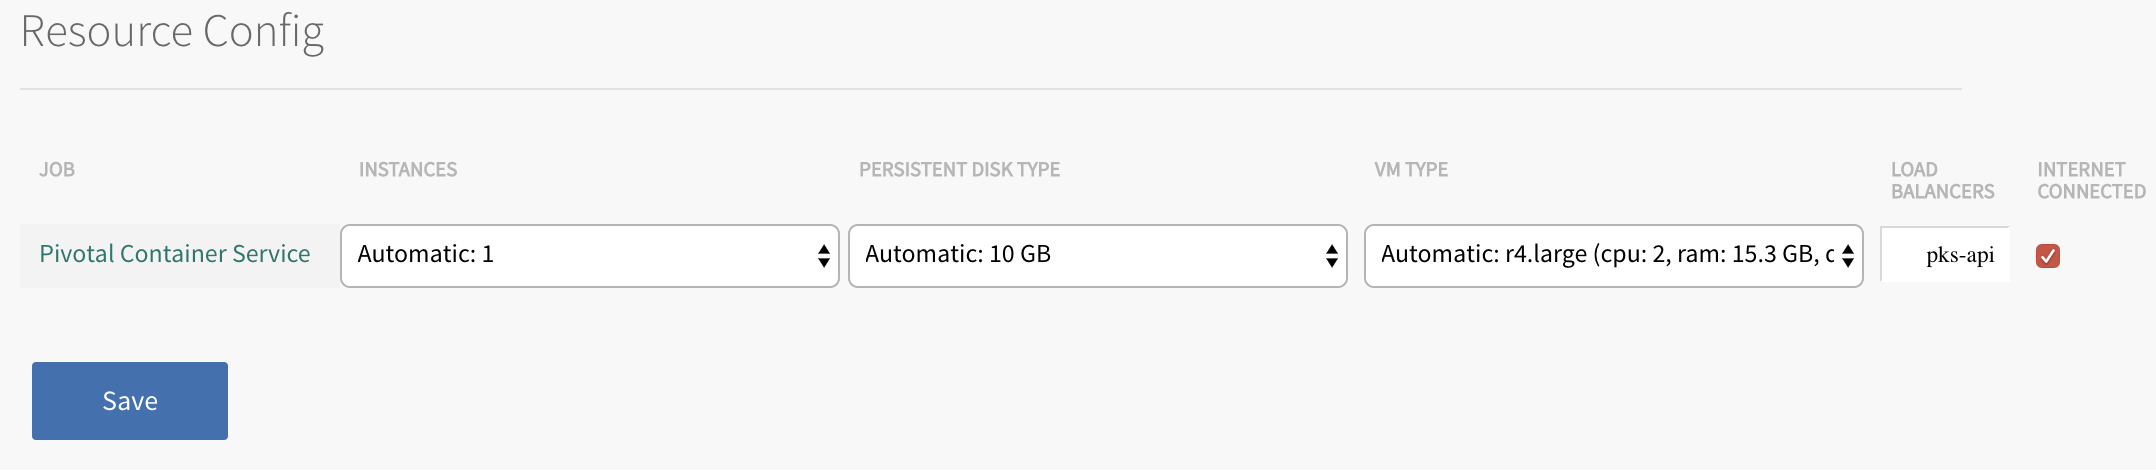 Resource Config
JOB INSTANCES PERSISTENT DISK TYPE VM TYPE LOAD BALANCERS INTERNET CONNECTED
Pivotal Container Service Automatic: 1 Automatic: 10 GB Automatic: r4.large (cpu: 2, ram: 15.3 GB, pks-api
Save